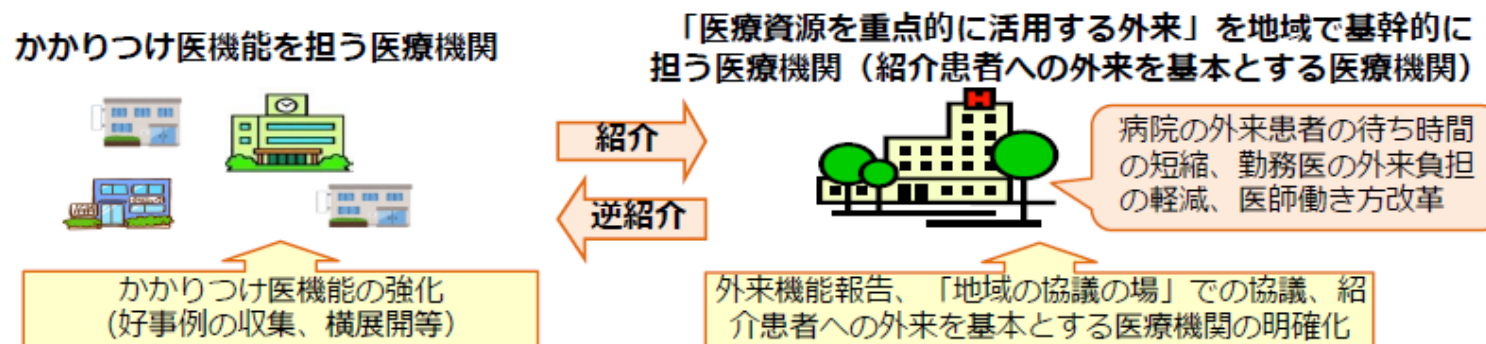 かかりつけ医機能を担う医療機関
「医療資源を重点的に活用する外来」を地域で基幹的に
担う医療機関（紹介患者への外来を基本とする医療機関）
H
紹介
逆紹介
病院の外来患者の待ち時間
の短縮、勤務医の外来負担
の軽減、医師働き方改革
かかりつけ医機能の強化
（好事例の収集、横展開等）
外来機能報告、「地域の協議の場」での協議、紹
介患者への外来を基本とする医療機関の明確化